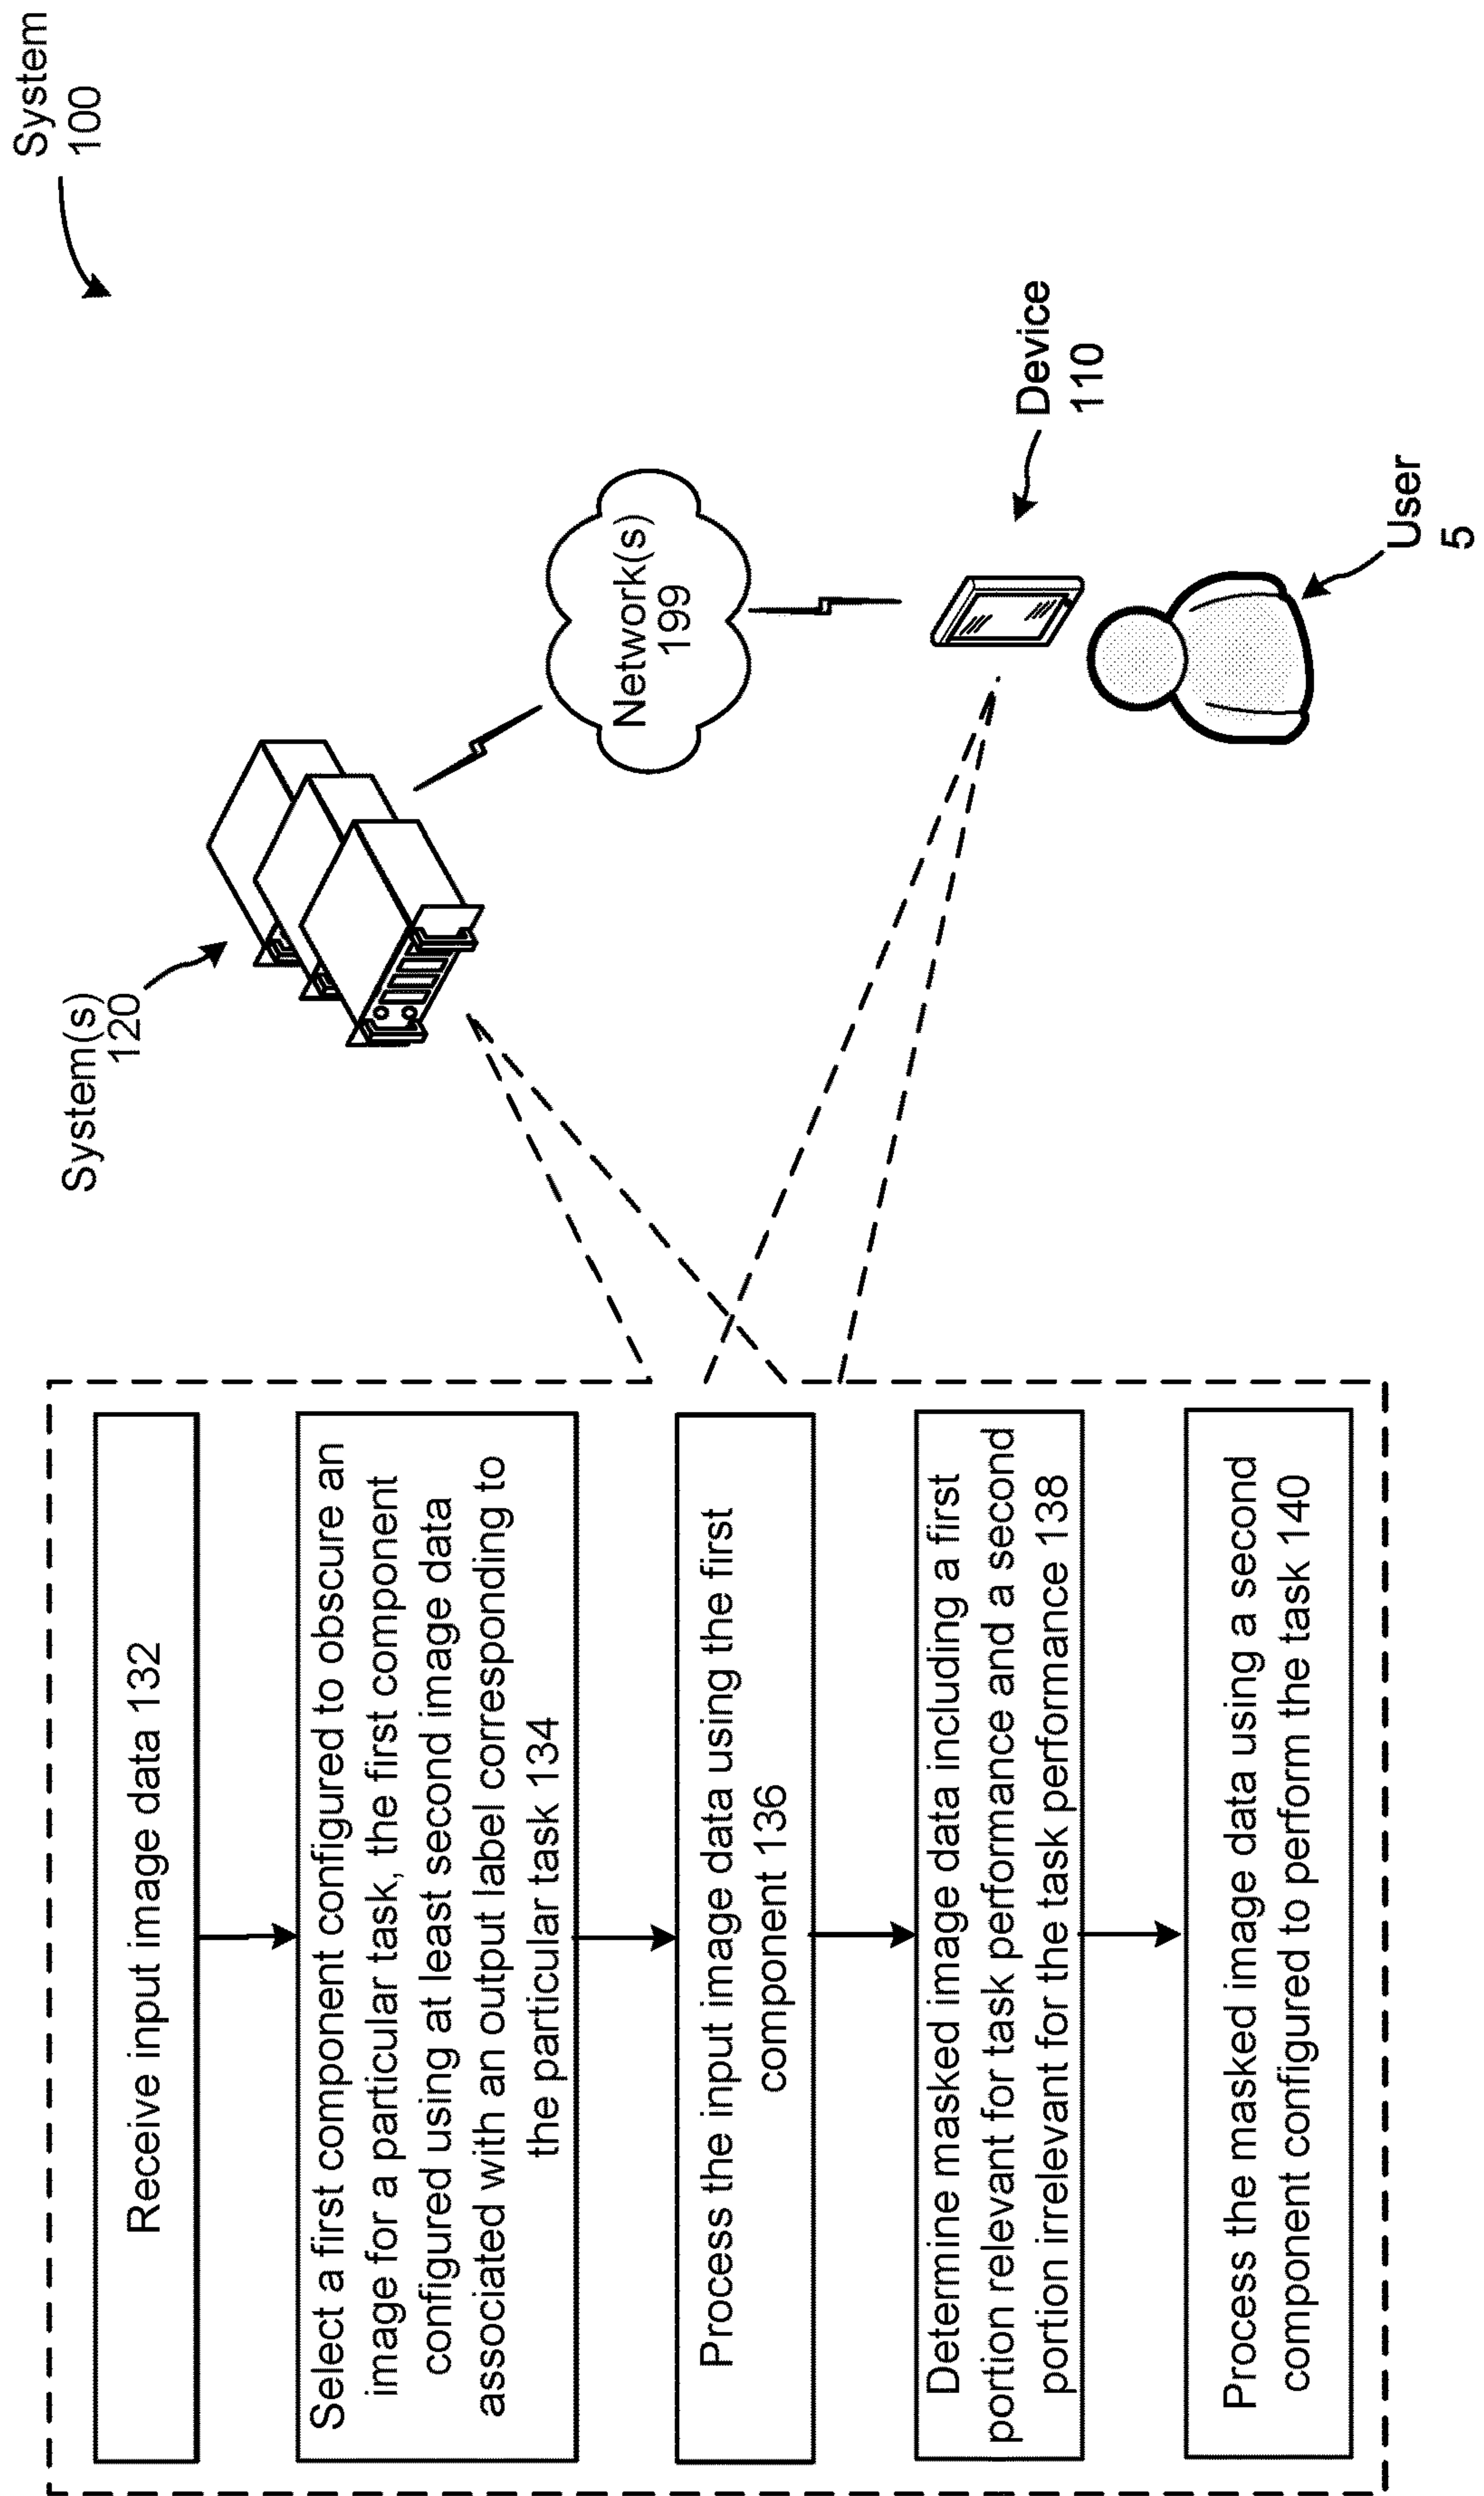 System
100
System(s)
120
Network(s)
199
Device
110
User
5
Receive input image data 132
Select a first component configured to obscure an
image for a particular task, the first component
configured using at least second image data
associated with an output label corresponding to
the particular task 134
Process the input image data using the first
component 136
Determine masked image data including a first
portion relevant for task performance and a second
portion irrelevant for the task performance 138
Process the masked image data using a second
component configured to perform the task 140